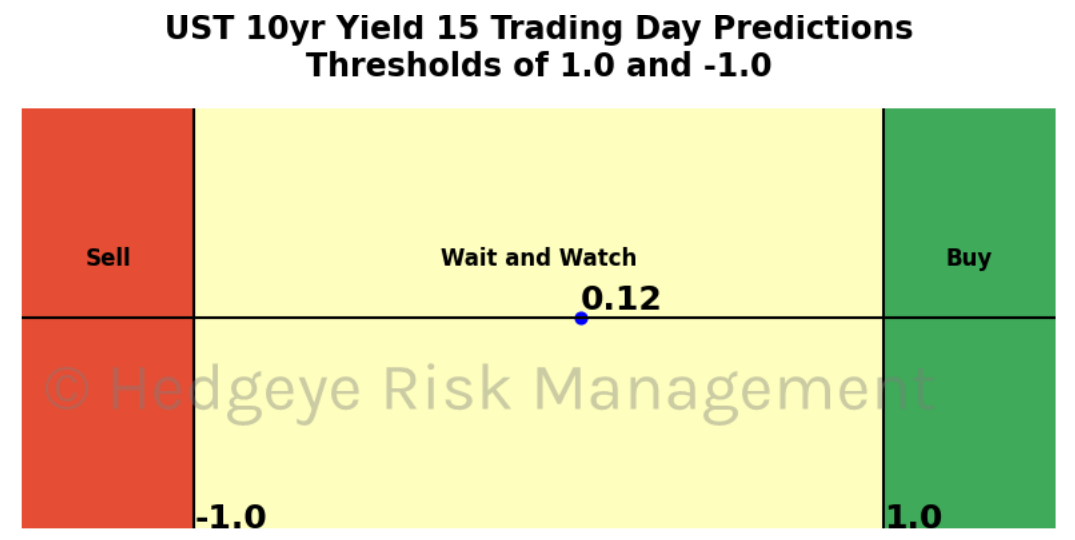 UST 10yr Yield 15 Trading Day Predictions
Thresholds of 1.0 and -1.0
Sell
Wait and Watch
Buy
0.12
© Hedgeye Risk Management
-1.0
1.0